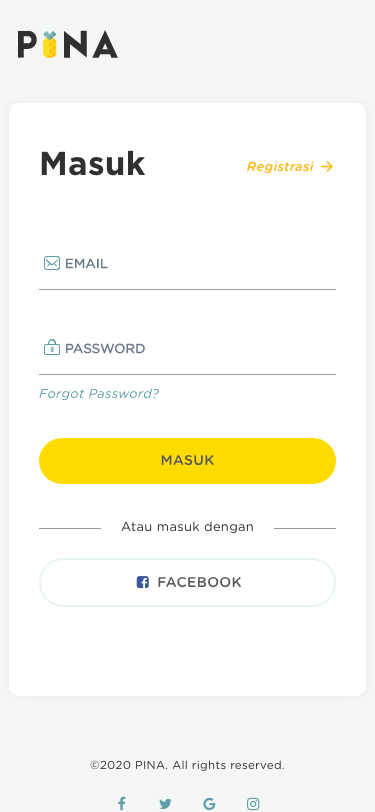 PINA
Masuk
Registrasi →
EMAIL
PASSWORD
Forgot Password?
MASUK
Atau masuk dengan
FACEBOOK
©2020 PINA. All rights reserved.